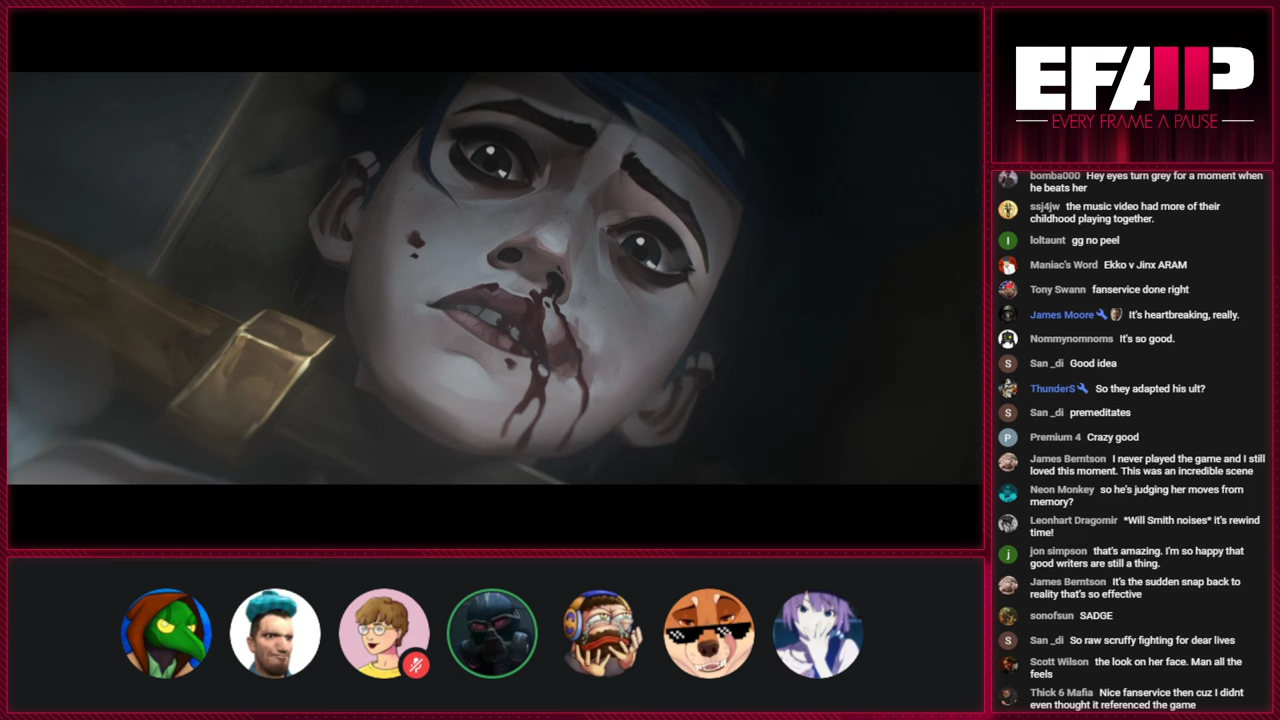 EFAP
EVERY FRAME A PAUSE
bomba000 Hey eyes turn grey for a moment when
he beats her
ssj4jw the music video had more of their
childhood playing together.
I loltaunt gg no peel
Maniac's Word Ekko v Jinx ARAM
Tony Swann fanservice done right
James Moore It's heartbreaking, really.
Nommynomnoms It's so good.
S San _di Good idea
ThunderS So they adapted his ult?
S San _di premeditates
P Premium 4 Crazy good
James Berntson I never played the game and I still
loved this moment. This was an incredible scene
Neon Monkey so he's judging her moves from
memory?
Leonhart Dragomir *Will Smith noises* it's rewind
time!
j jon simpson that's amazing. I'm so happy that
good writers are still a thing.
James Berntson It's the sudden snap back to
reality that's so effective
sonofsun SADGE
S San _di So raw scruffy fighting for dear lives
Scott Wilson the look on her face. Man all the
feels
Thick 6 Mafia Nice fanservice then cuz I didnt
even thought it referenced the game